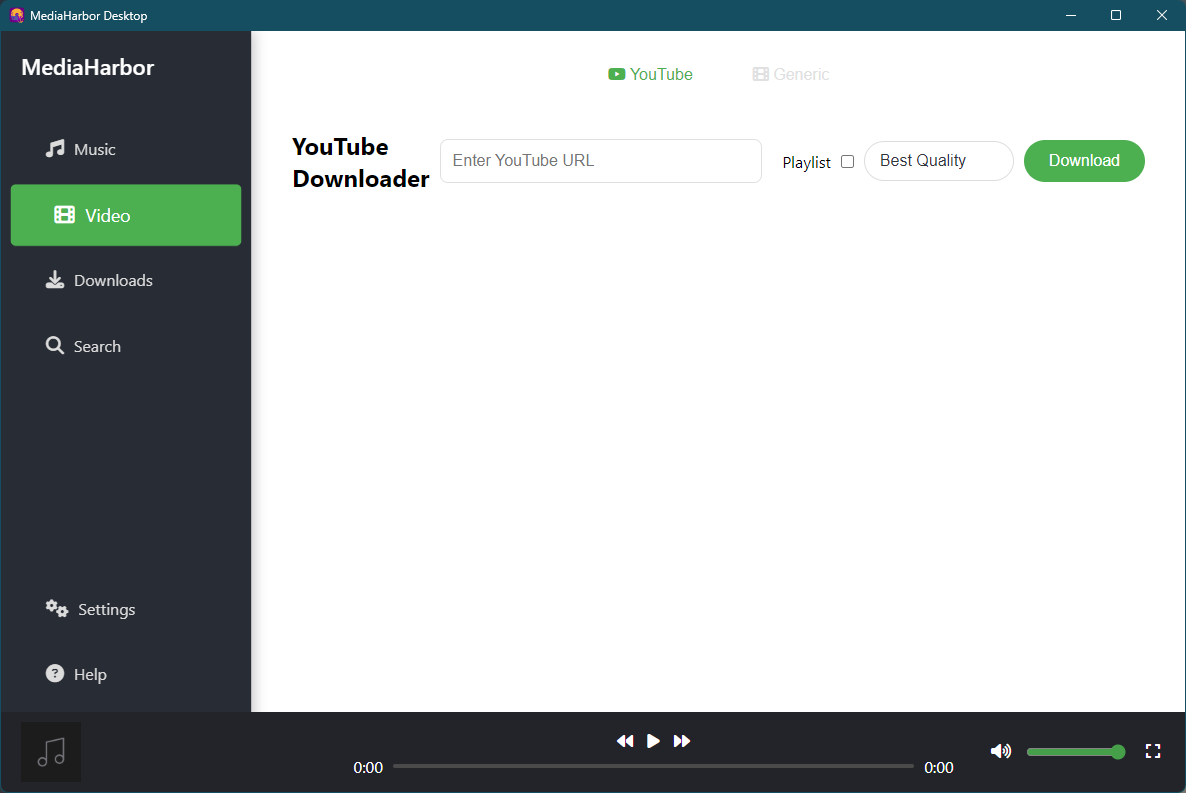 MediaHarbor Desktop
MediaHarbor
Music
Video
Downloads
Search
Settings
Help
YouTube Generic
YouTube
Downloader
Enter YouTube URL
Playlist
Best Quality
Download
0:00
0:00